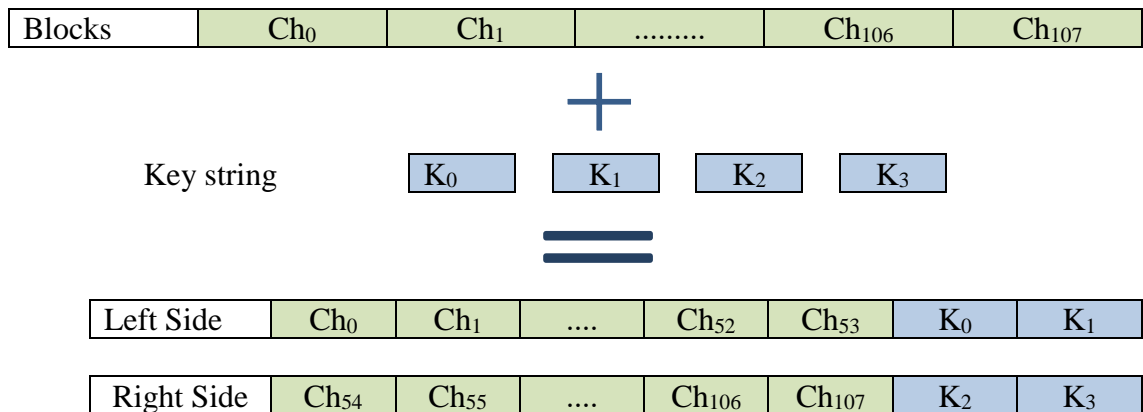 Blocks Ch₀ Ch₁ ......... Ch₁₀₆ Ch₁₀₇
+
Key string K₀ K₁ K₂ K₃
=
Left Side Ch₀ Ch₁ .... Ch₅₂ Ch₅₃ K₀ K₁
Right Side Ch₅₄ Ch₅₅ .... Ch₁₀₆ Ch₁₀₇ K₂ K₃